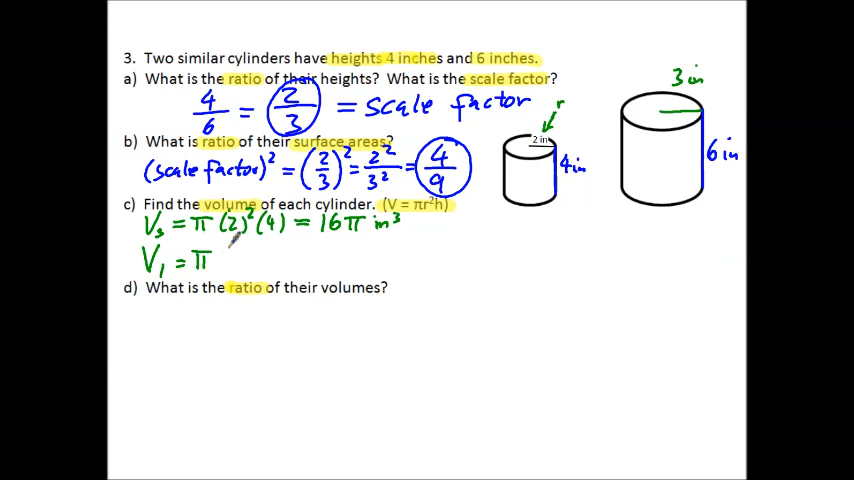 3. Two similar cylinders have heights 4 inches and 6 inches.
a) What is the ratio of their heights? What is the scale factor?
4/6 = 2/3 = scale factor
b) What is ratio of their surface areas?
(scale factor)² = (2/3)² = 2²/3² = 4/9
c) Find the volume of each cylinder. (V = πr²h)
Vs = π(2)²(4) = 16π in³
Vl = π
d) What is the ratio of their volumes?
r
2 in
4 in
3 in
6 in